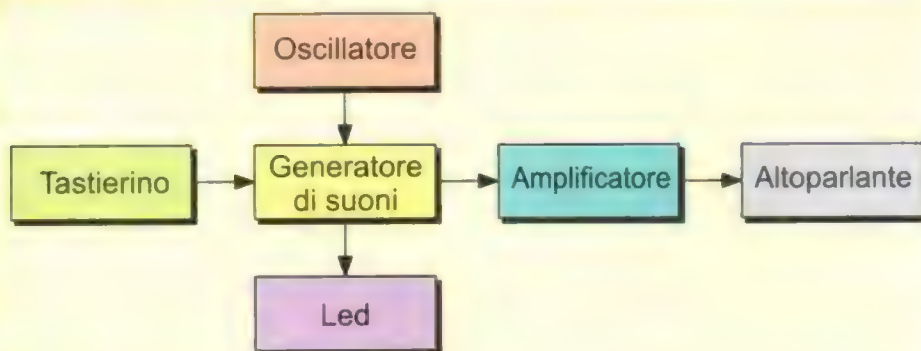 Oscillatore
Tastierino
Generatore
di suoni
Amplificatore
Altoparlante
Led